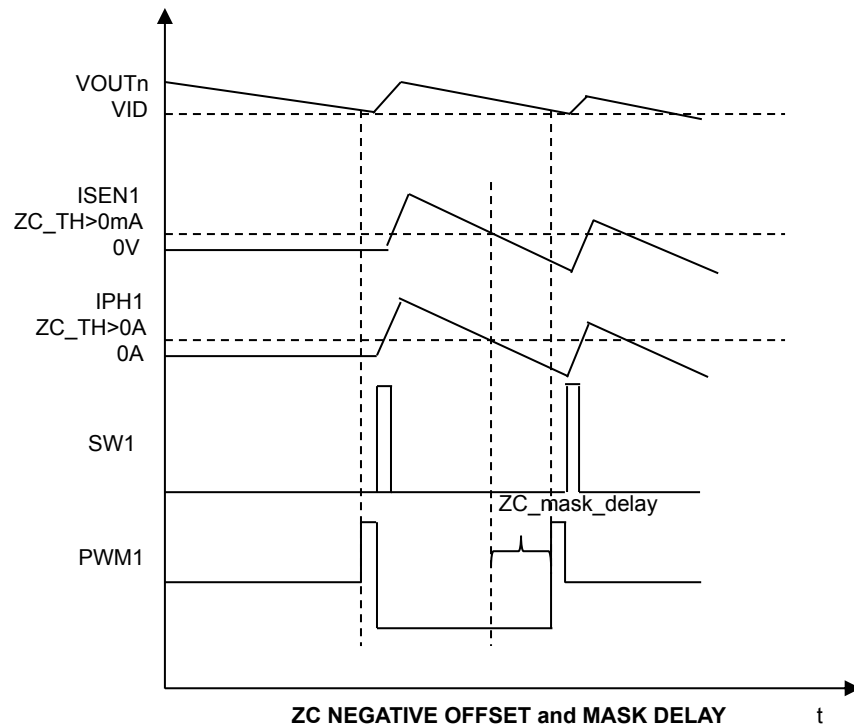 VOUTn
VID
ISEN1
ZC_TH>0mA
0V
IPH1
ZC_TH>0A
0A
SW1
ZC_mask_delay
PWM1
ZC NEGATIVE OFFSET and MASK DELAY
t